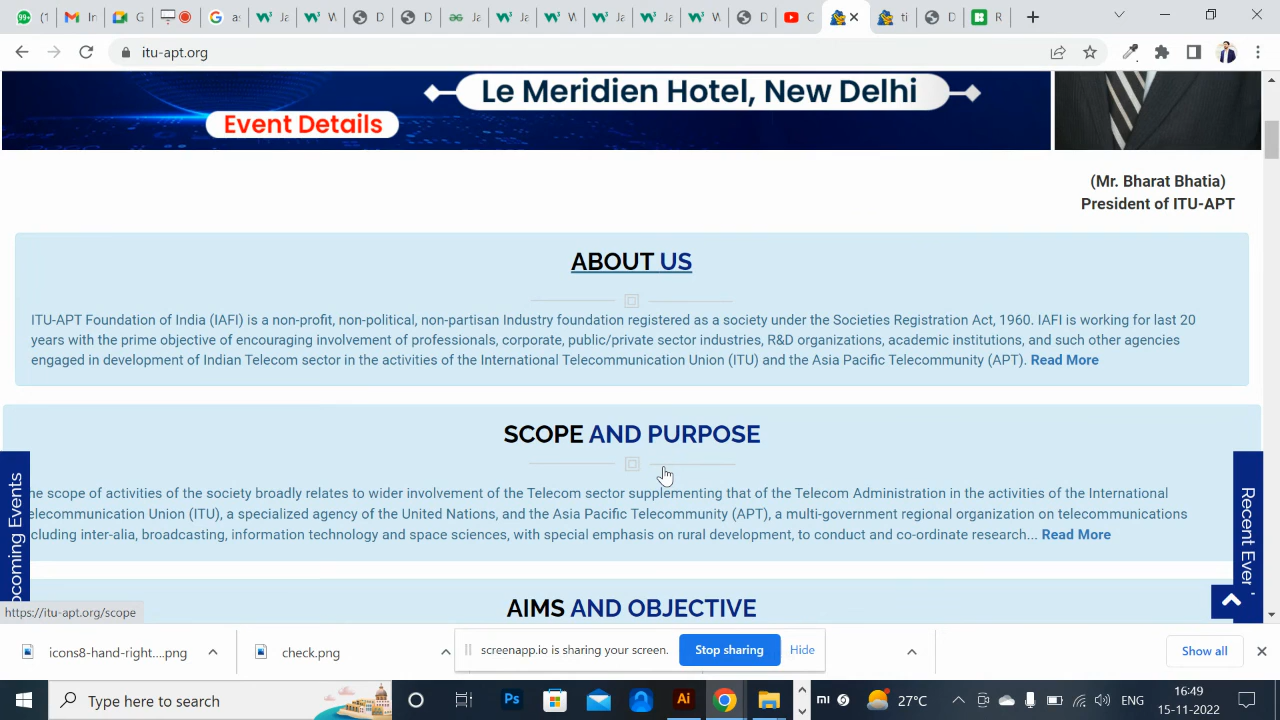 (1
G
as
Ja
W
D
D
Ja
Ja
W
Ja
Ja
W
D
C
ti
D
R
itu-apt.org
Le Meridien Hotel, New Delhi
Event Details
(Mr. Bharat Bhatia)
President of ITU-APT
ABOUT US
ITU-APT Foundation of India (IAFI) is a non-profit, non-political, non-partisan Industry foundation registered as a society under the Societies Registration Act, 1960. IAFI is working for last 20
years with the prime objective of encouraging involvement of professionals, corporate, public/private sector industries, R&D organizations, academic institutions, and such other agencies
engaged in development of Indian Telecom sector in the activities of the International Telecommunication Union (ITU) and the Asia Pacific Telecommunity (APT). Read More
SCOPE AND PURPOSE
he scope of activities of the society broadly relates to wider involvement of the Telecom sector supplementing that of the Telecom Administration in the activities of the International
elecommunication Union (ITU), a specialized agency of the United Nations, and the Asia Pacific Telecommunity (APT), a multi-government regional organization on telecommunications
cluding inter-alia, broadcasting, information technology and space sciences, with special emphasis on rural development, to conduct and co-ordinate research... Read More
AIMS AND OBJECTIVE
pcoming Events
Recent Ever
https://itu-apt.org/scope
icons8-hand-right....png
check.png
screenapp.io is sharing your screen.
Stop sharing
Hide
Show all
Type here to search
Ps
Ai
27°C
ENG
16:49
15-11-2022